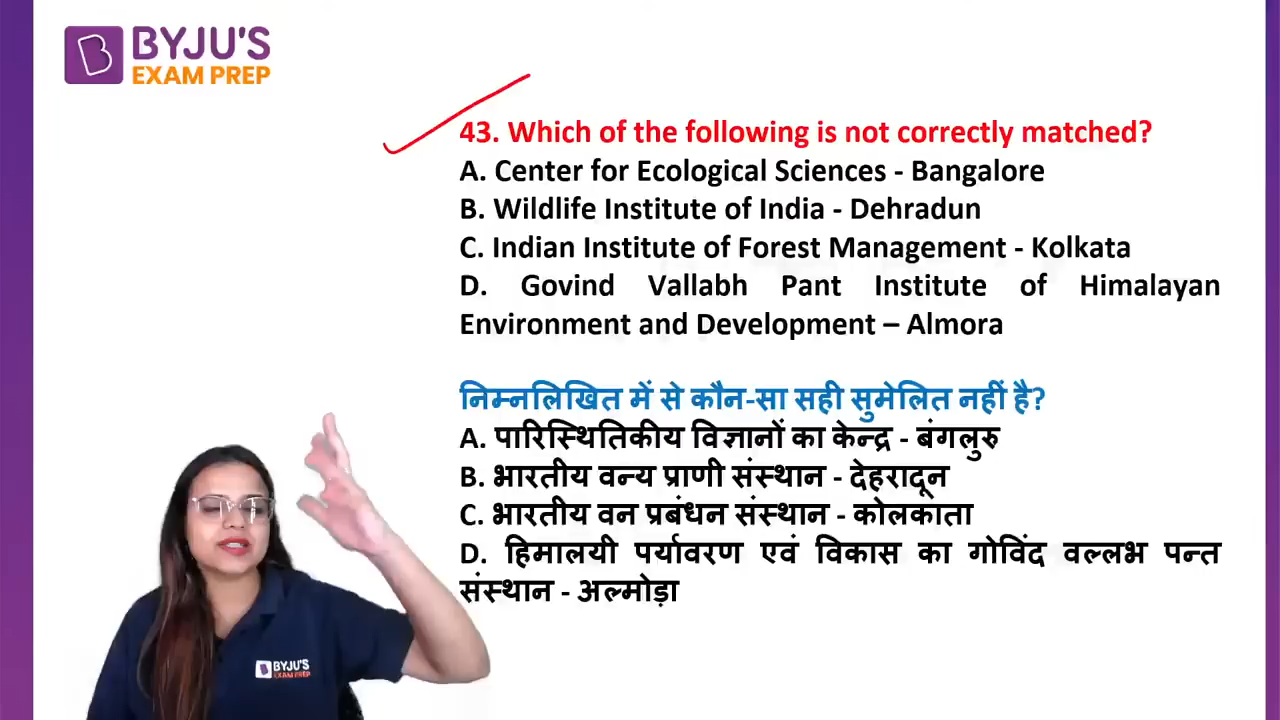 BYJU'S
EXAM PREP
43. Which of the following is not correctly matched?
A. Center for Ecological Sciences - Bangalore
B. Wildlife Institute of India - Dehradun
C. Indian Institute of Forest Management - Kolkata
D. Govind Vallabh Pant Institute of Himalayan
Environment and Development – Almora
निम्नलिखित में से कौन-सा सही सुमेलित नहीं है?
A. पारिस्थितिकीय विज्ञानों का केन्द्र - बंगलुरु
B. भारतीय वन्य प्राणी संस्थान - देहरादून
C. भारतीय वन प्रबंधन संस्थान - कोलकाता
D. हिमालयी पर्यावरण एवं विकास का गोविंद वल्लभ पन्त
संस्थान - अल्मोड़ा
BYJU'S
EXAM PREP